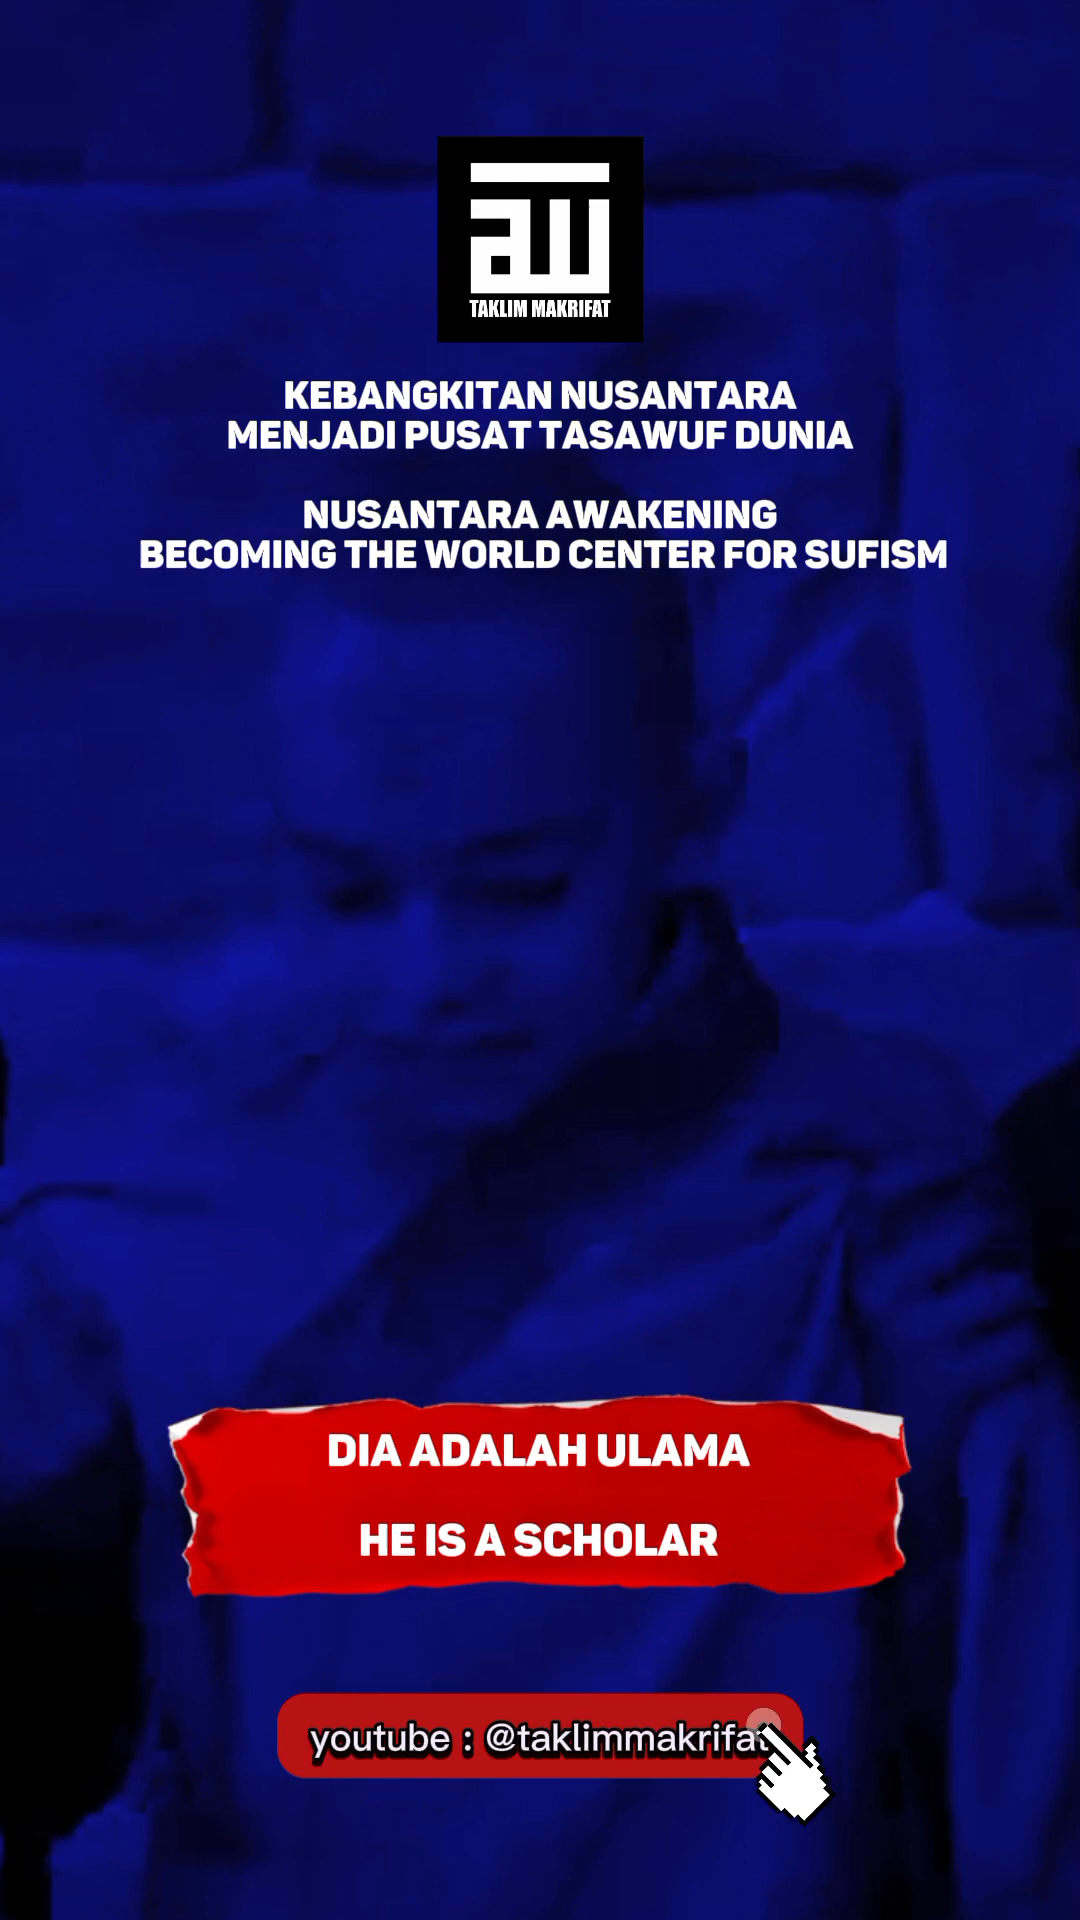 TAKLIM MAKRIFAT
KEBANGKITAN NUSANTARA
MENJADI PUSAT TASAWUF DUNIA
NUSANTARA AWAKENING
BECOMING THE WORLD CENTER FOR SUFISM
DIA ADALAH ULAMA
HE IS A SCHOLAR
youtube : @taklimmakrifat